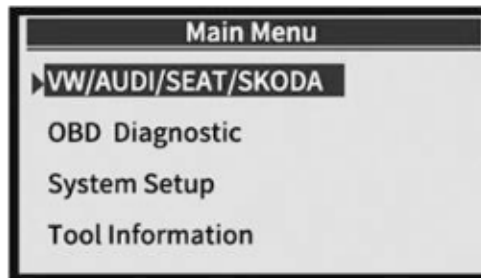 Main Menu
VW/AUDI/SEAT/SKODA
OBD Diagnostic
System Setup
Tool Information